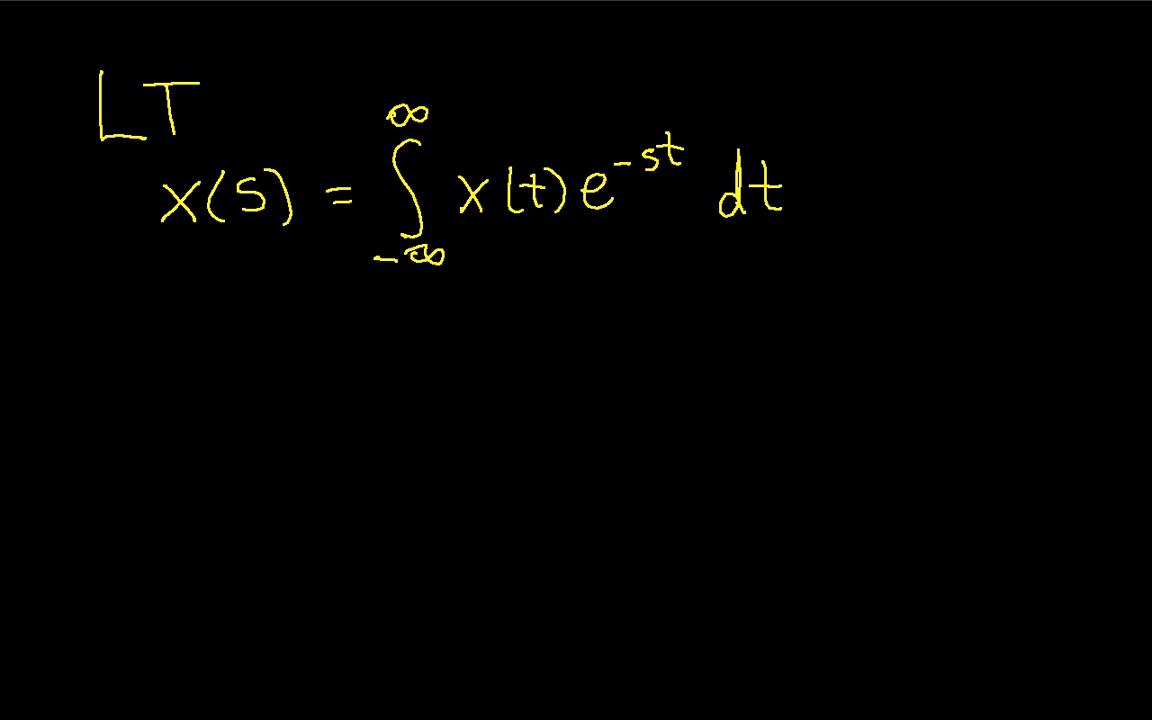 LT
X(s) = ∫_{-∞}^{∞} x(t) e^{-st} dt